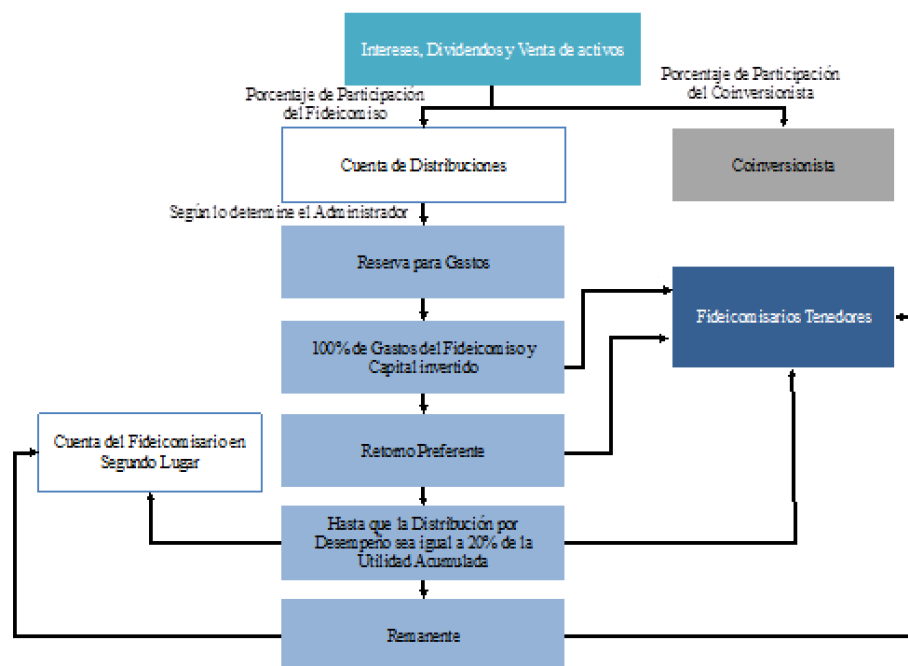 Intereses, Dividendos y Venta de activos
Porcentaje de Participación
del Fideicomiso
Porcentaje de Participación
del Coinversionista
Cuenta de Distribuciones
Coinversionista
Según lo determine el Administrador
Reserva para Gastos
Fideicomisarios Tenedores
100% de Gastos del Fideicomiso y
Capital invertido
Cuenta del Fideicomisario en
Segundo Lugar
Retorno Preferente
Hasta que la Distribución por
Desempeño sea igual a 20% de la
Utilidad Acumulada
Remanente